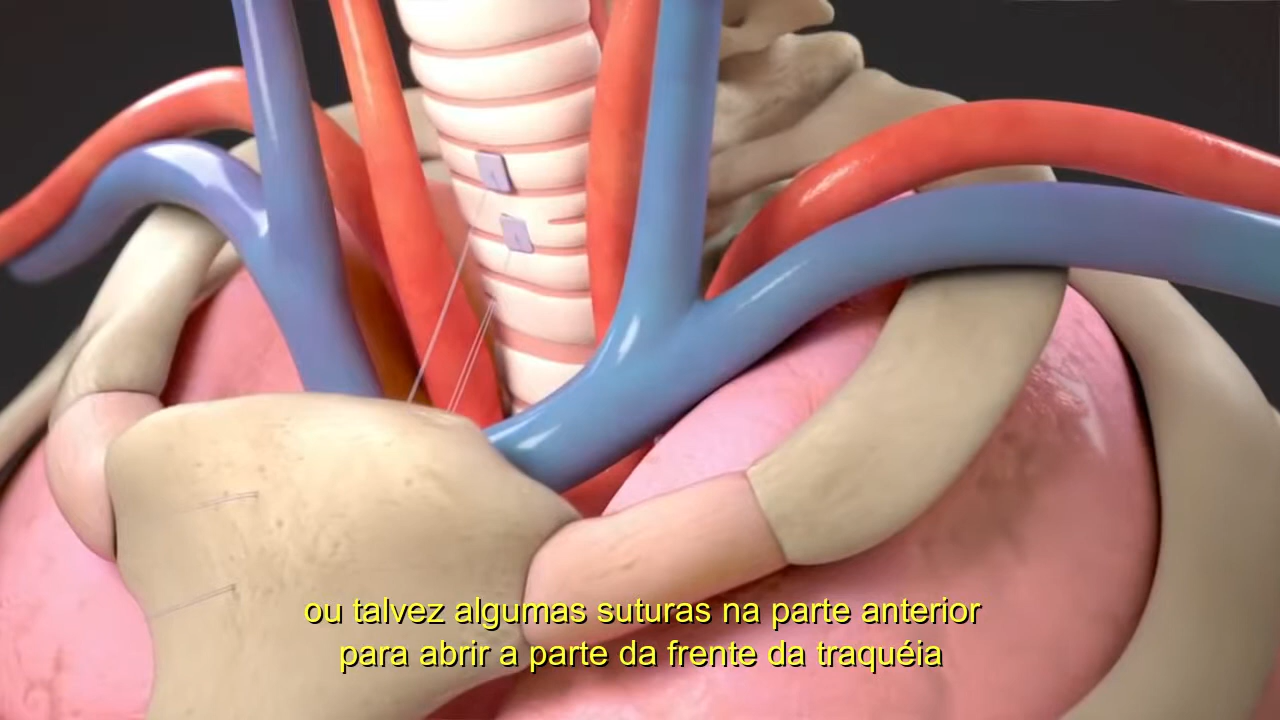 ou talvez algumas suturas na parte anterior
para abrir a parte da frente da traquéia